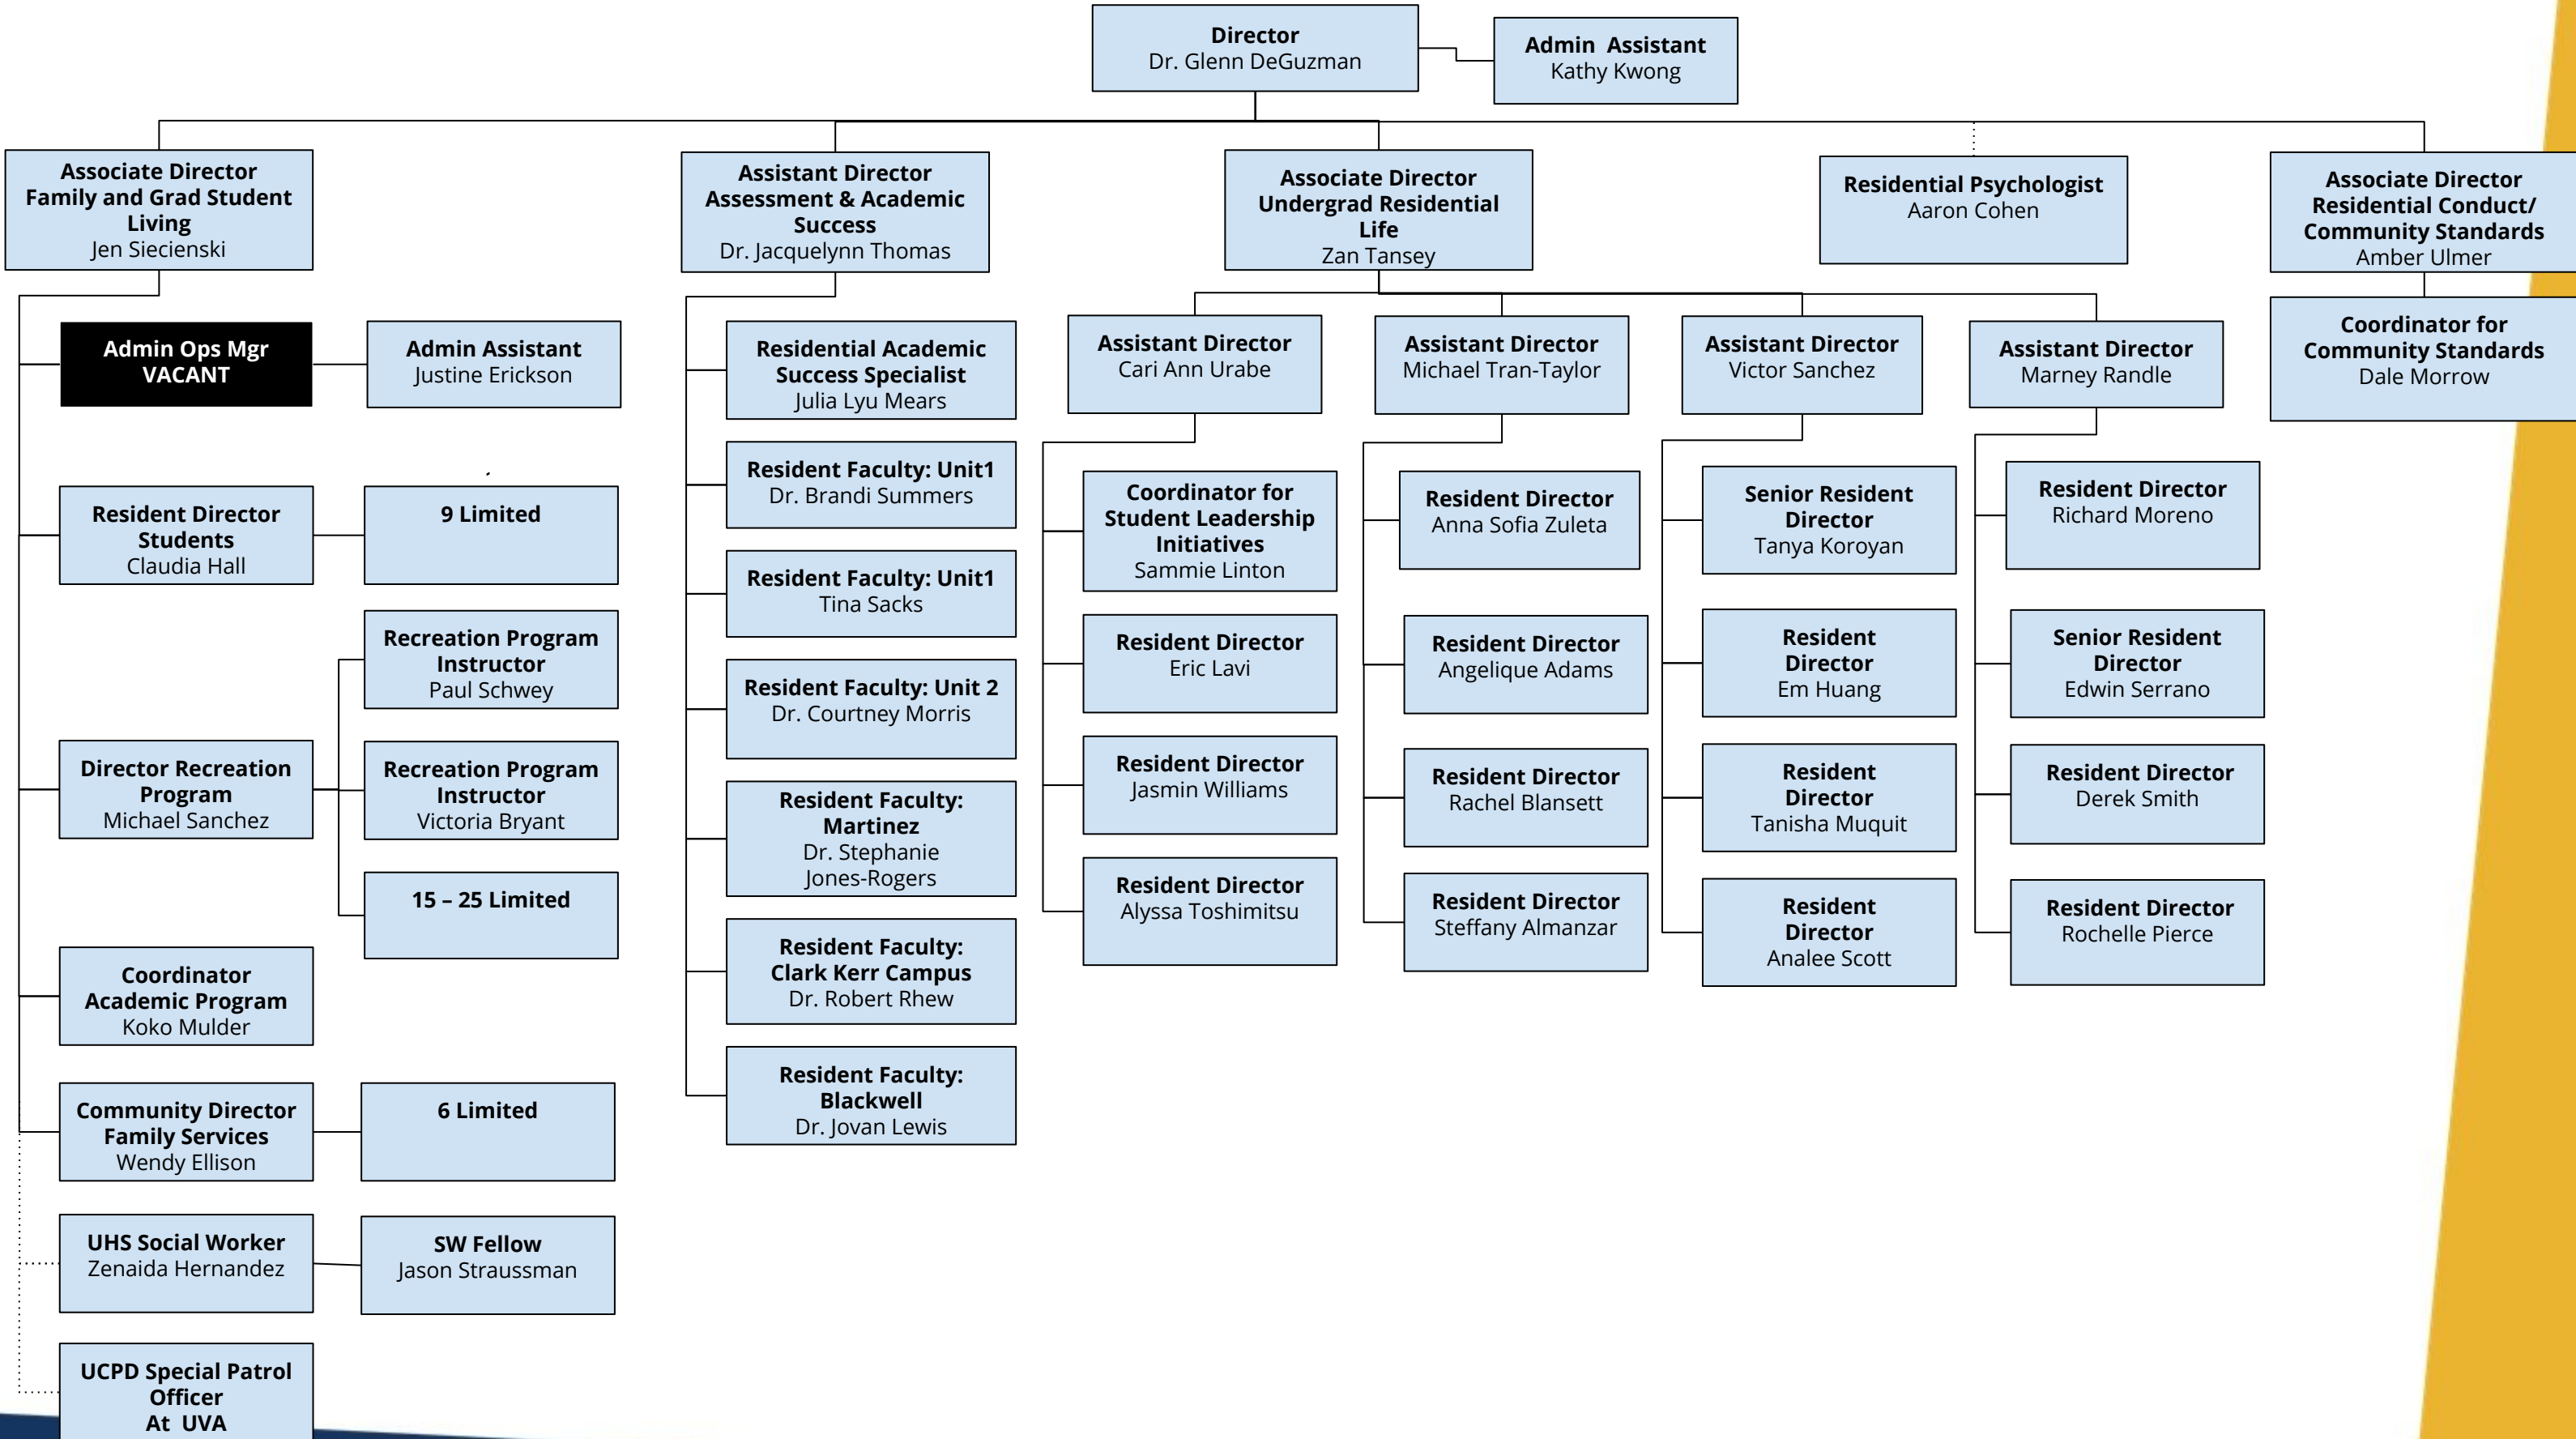 Director
Dr. Glenn DeGuzman
Admin  Assistant
Kathy Kwong
Associate Director
Family and Grad Student
Living
Jen Siecienski
Admin Ops Mgr
VACANT
Admin Assistant
Justine Erickson
Resident Director
Students
Claudia Hall
9 Limited
Recreation Program
Instructor
Paul Schwey
Director Recreation
Program
Michael Sanchez
Recreation Program
Instructor
Victoria Bryant
15 – 25 Limited
Coordinator
Academic Program
Koko Mulder
Community Director
Family Services
Wendy Ellison
6 Limited
UHS Social Worker
Zenaida Hernandez
SW Fellow
Jason Straussman
UCPD Special Patrol
Officer
At  UVA
Assistant Director
Assessment & Academic
Success
Dr. Jacquelynn Thomas
Residential Academic
Success Specialist
Julia Lyu Mears
Resident Faculty: Unit1
Dr. Brandi Summers
Resident Faculty: Unit1
Tina Sacks
Resident Faculty: Unit 2
Dr. Courtney Morris
Resident Faculty:
Martinez
Dr. Stephanie
Jones-Rogers
Resident Faculty:
Clark Kerr Campus
Dr. Robert Rhew
Resident Faculty:
Blackwell
Dr. Jovan Lewis
Associate Director
Undergrad Residential
Life
Zan Tansey
Assistant Director
Cari Ann Urabe
Coordinator for
Student Leadership
Initiatives
Sammie Linton
Resident Director
Eric Lavi
Resident Director
Jasmin Williams
Resident Director
Alyssa Toshimitsu
Assistant Director
Michael Tran-Taylor
Resident Director
Anna Sofia Zuleta
Resident Director
Angelique Adams
Resident Director
Rachel Blansett
Resident Director
Steffany Almanzar
Assistant Director
Victor Sanchez
Senior Resident
Director
Tanya Koroyan
Resident
Director
Em Huang
Resident
Director
Tanisha Muquit
Resident
Director
Analee Scott
Assistant Director
Marney Randle
Resident Director
Richard Moreno
Senior Resident
Director
Edwin Serrano
Resident Director
Derek Smith
Resident Director
Rochelle Pierce
Residential Psychologist
Aaron Cohen
Associate Director
Residential Conduct/
Community Standards
Amber Ulmer
Coordinator for
Community Standards
Dale Morrow